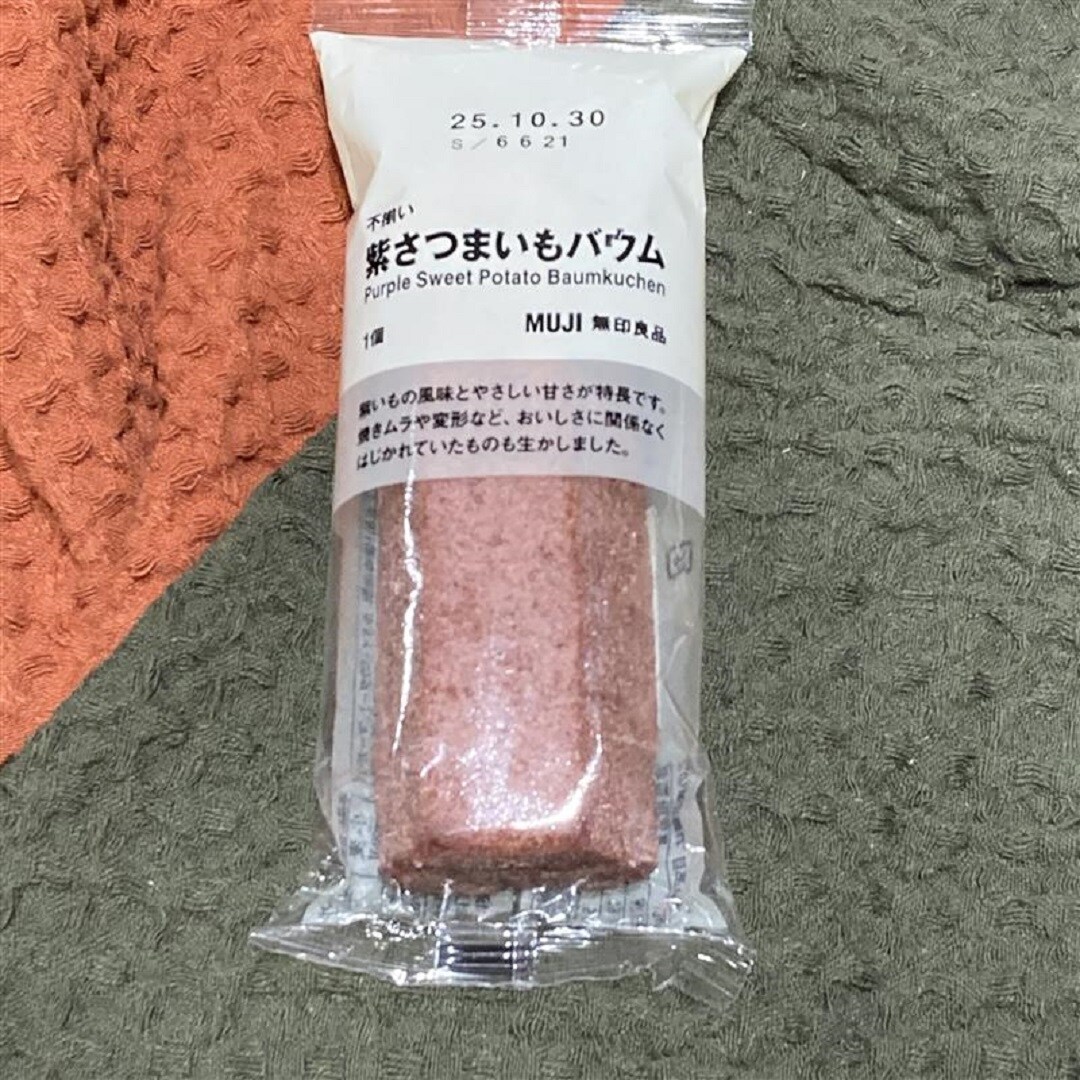 25.10.30
S/6621
不揃い
紫さつまいもバウム
Purple Sweet Potato Baumkuchen
1個
MUJI 無印良品
紫いもの風味とやさしい甘さが特長です。
焼きムラや変形など、おいしさに関係なく
はじかれていたものも生かしました。